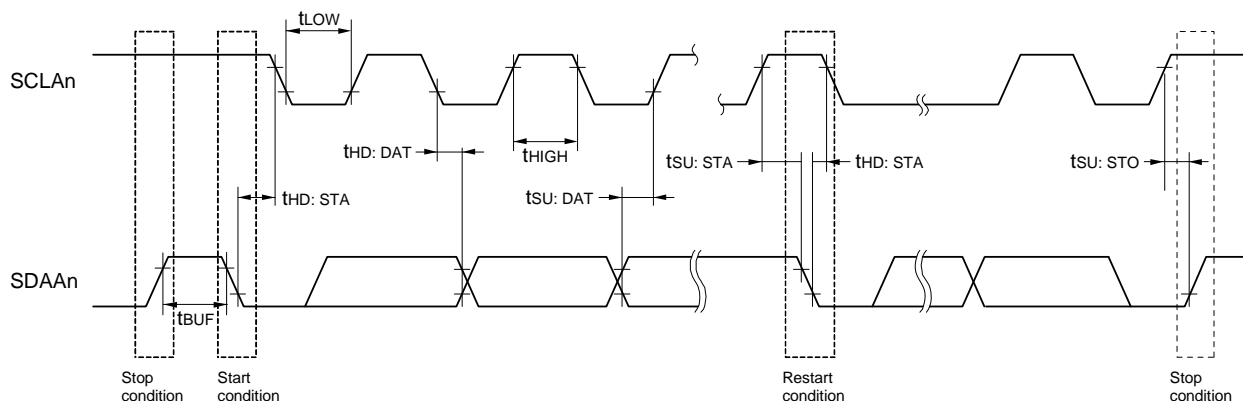 tLOW
SCLAn
tHD: DAT
tHIGH
tSU: STA
tHD: STA
tSU: STO
tHD: STA
tSU: DAT
SDAAn
tBUF
Stop
condition
Start
condition
Restart
condition
Stop
condition